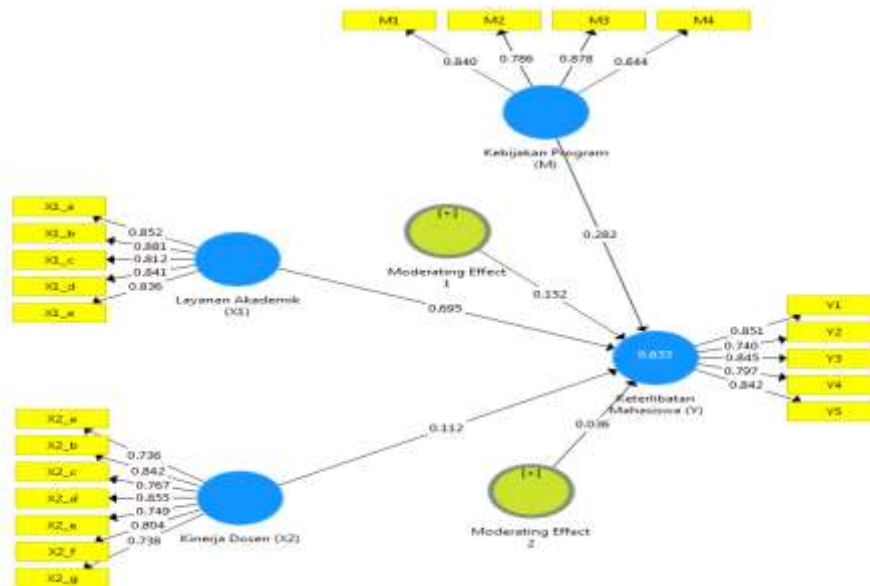 M1
M2
M3
M4
0.840
0.786
0.878
0.644
Kebijakan Program
(M)
X1_a
X1_b
X1_c
X1_d
X1_e
0.852
0.881
0.812
0.841
0.836
Layanan Akademik
(X1)
[+]
Moderating Effect
1
0.282
0.132
0.695
Y1
Y2
Y3
Y4
Y5
0.851
0.740
0.845
0.797
0.842
0.633
Keterlibatan
Mahasiswa (Y)
X2_a
X2_b
X2_c
X2_d
X2_e
X2_f
X2_g
0.736
0.842
0.767
0.855
0.749
0.804
0.738
Kinerja Dosen (X2)
0.112
0.036
[+]
Moderating Effect
2